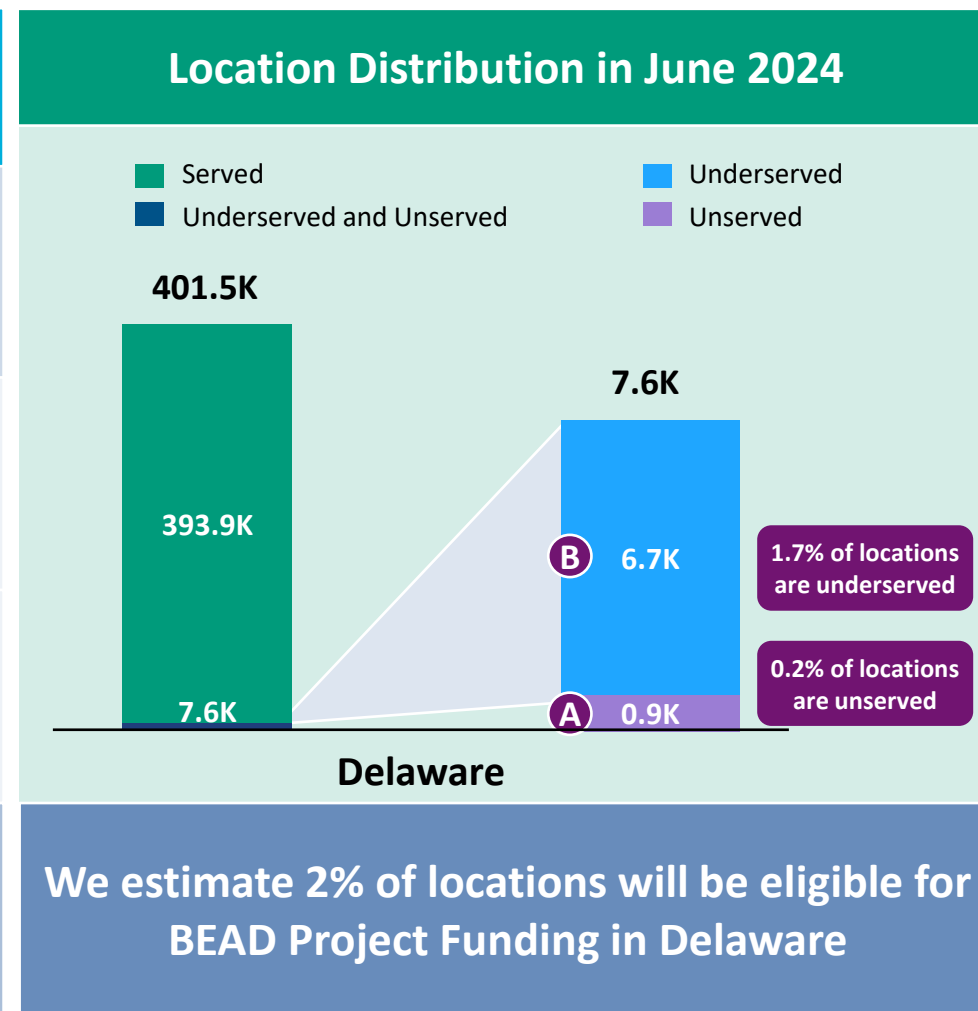 Location Distribution in June 2024
Served
Underserved
Underserved and Unserved
Unserved
401.5K
7.6K
393.9K
B
6.7K
1.7% of locations
are underserved
7.6K
A
0.9K
0.2% of locations
are unserved
Delaware
We estimate 2% of locations will be eligible for
BEAD Project Funding in Delaware